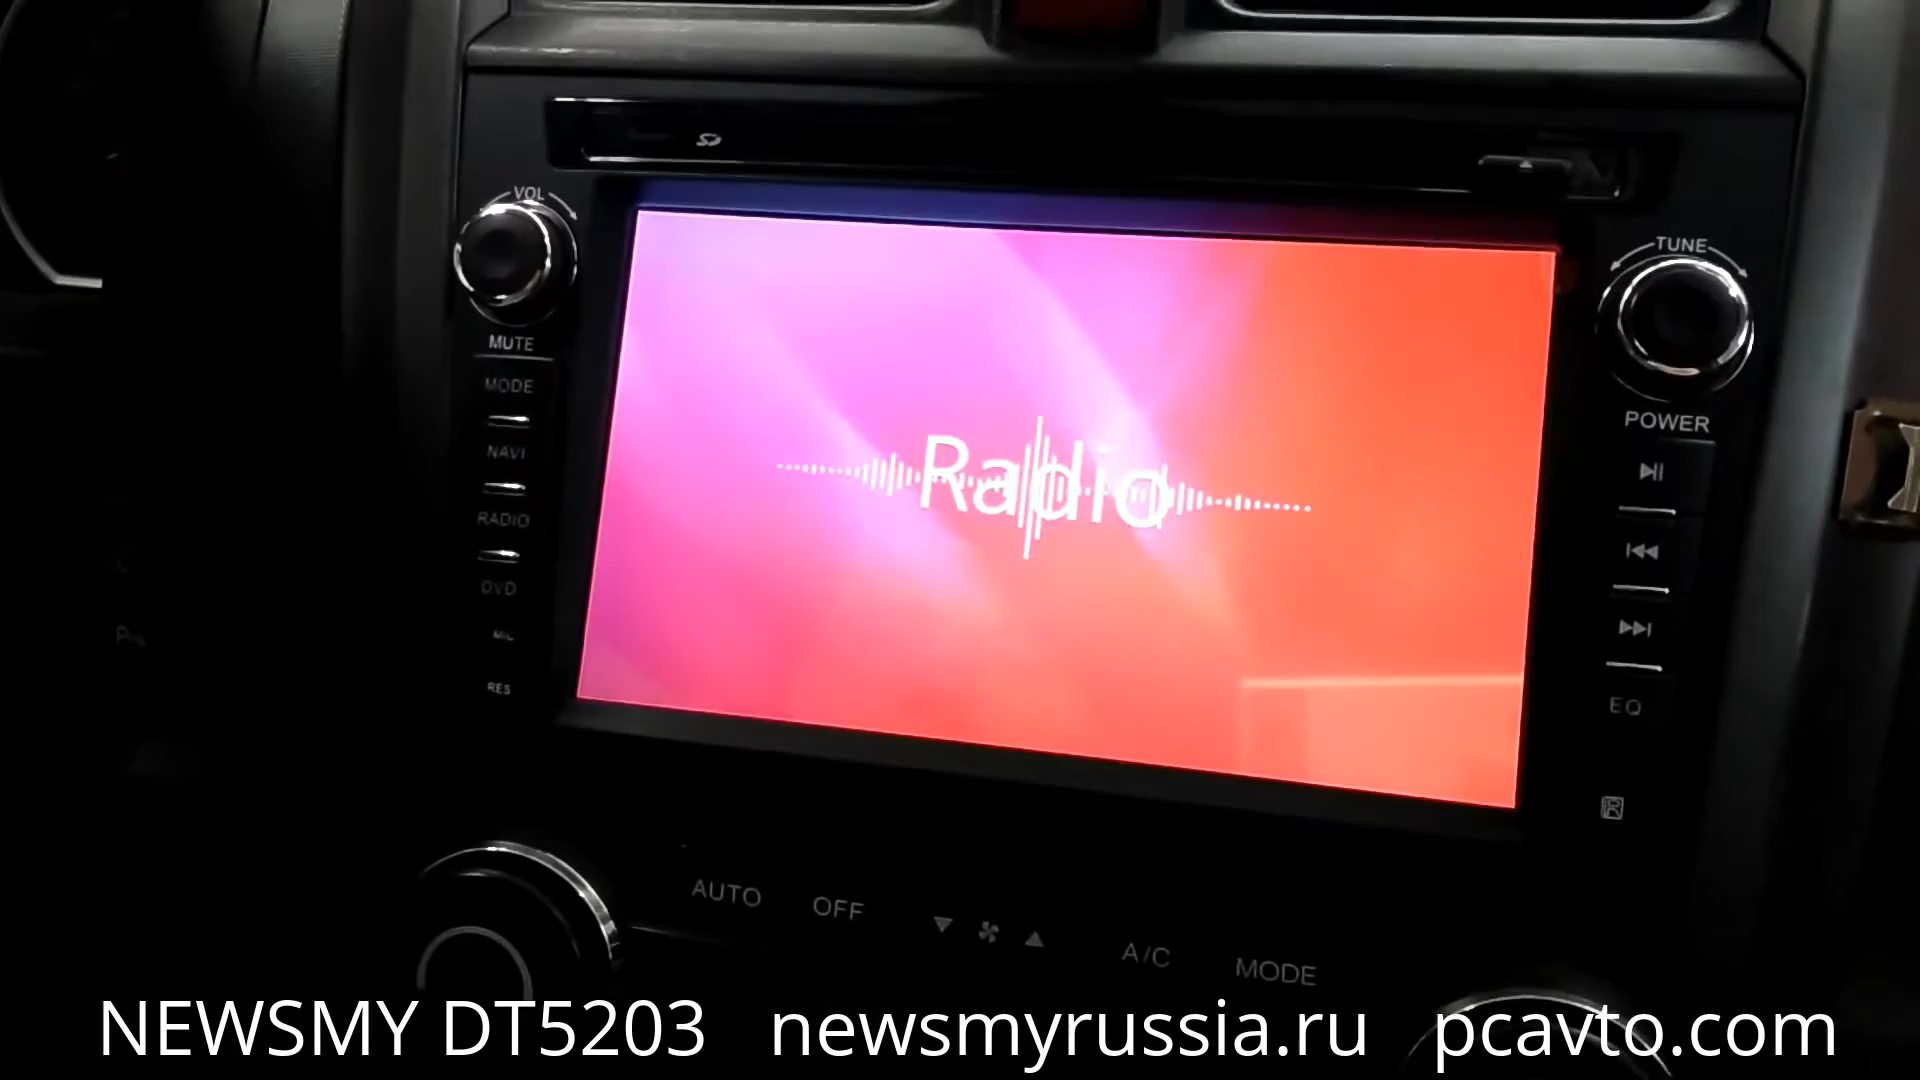 VOL
TUNE
MUTE
MODE
NAVI
RADIO
DVD
MIC
RES
Radio
POWER
EQ
AUTO OFF A/C MODE
NEWSMY DT5203 newsmyrussia.ru pcavto.com